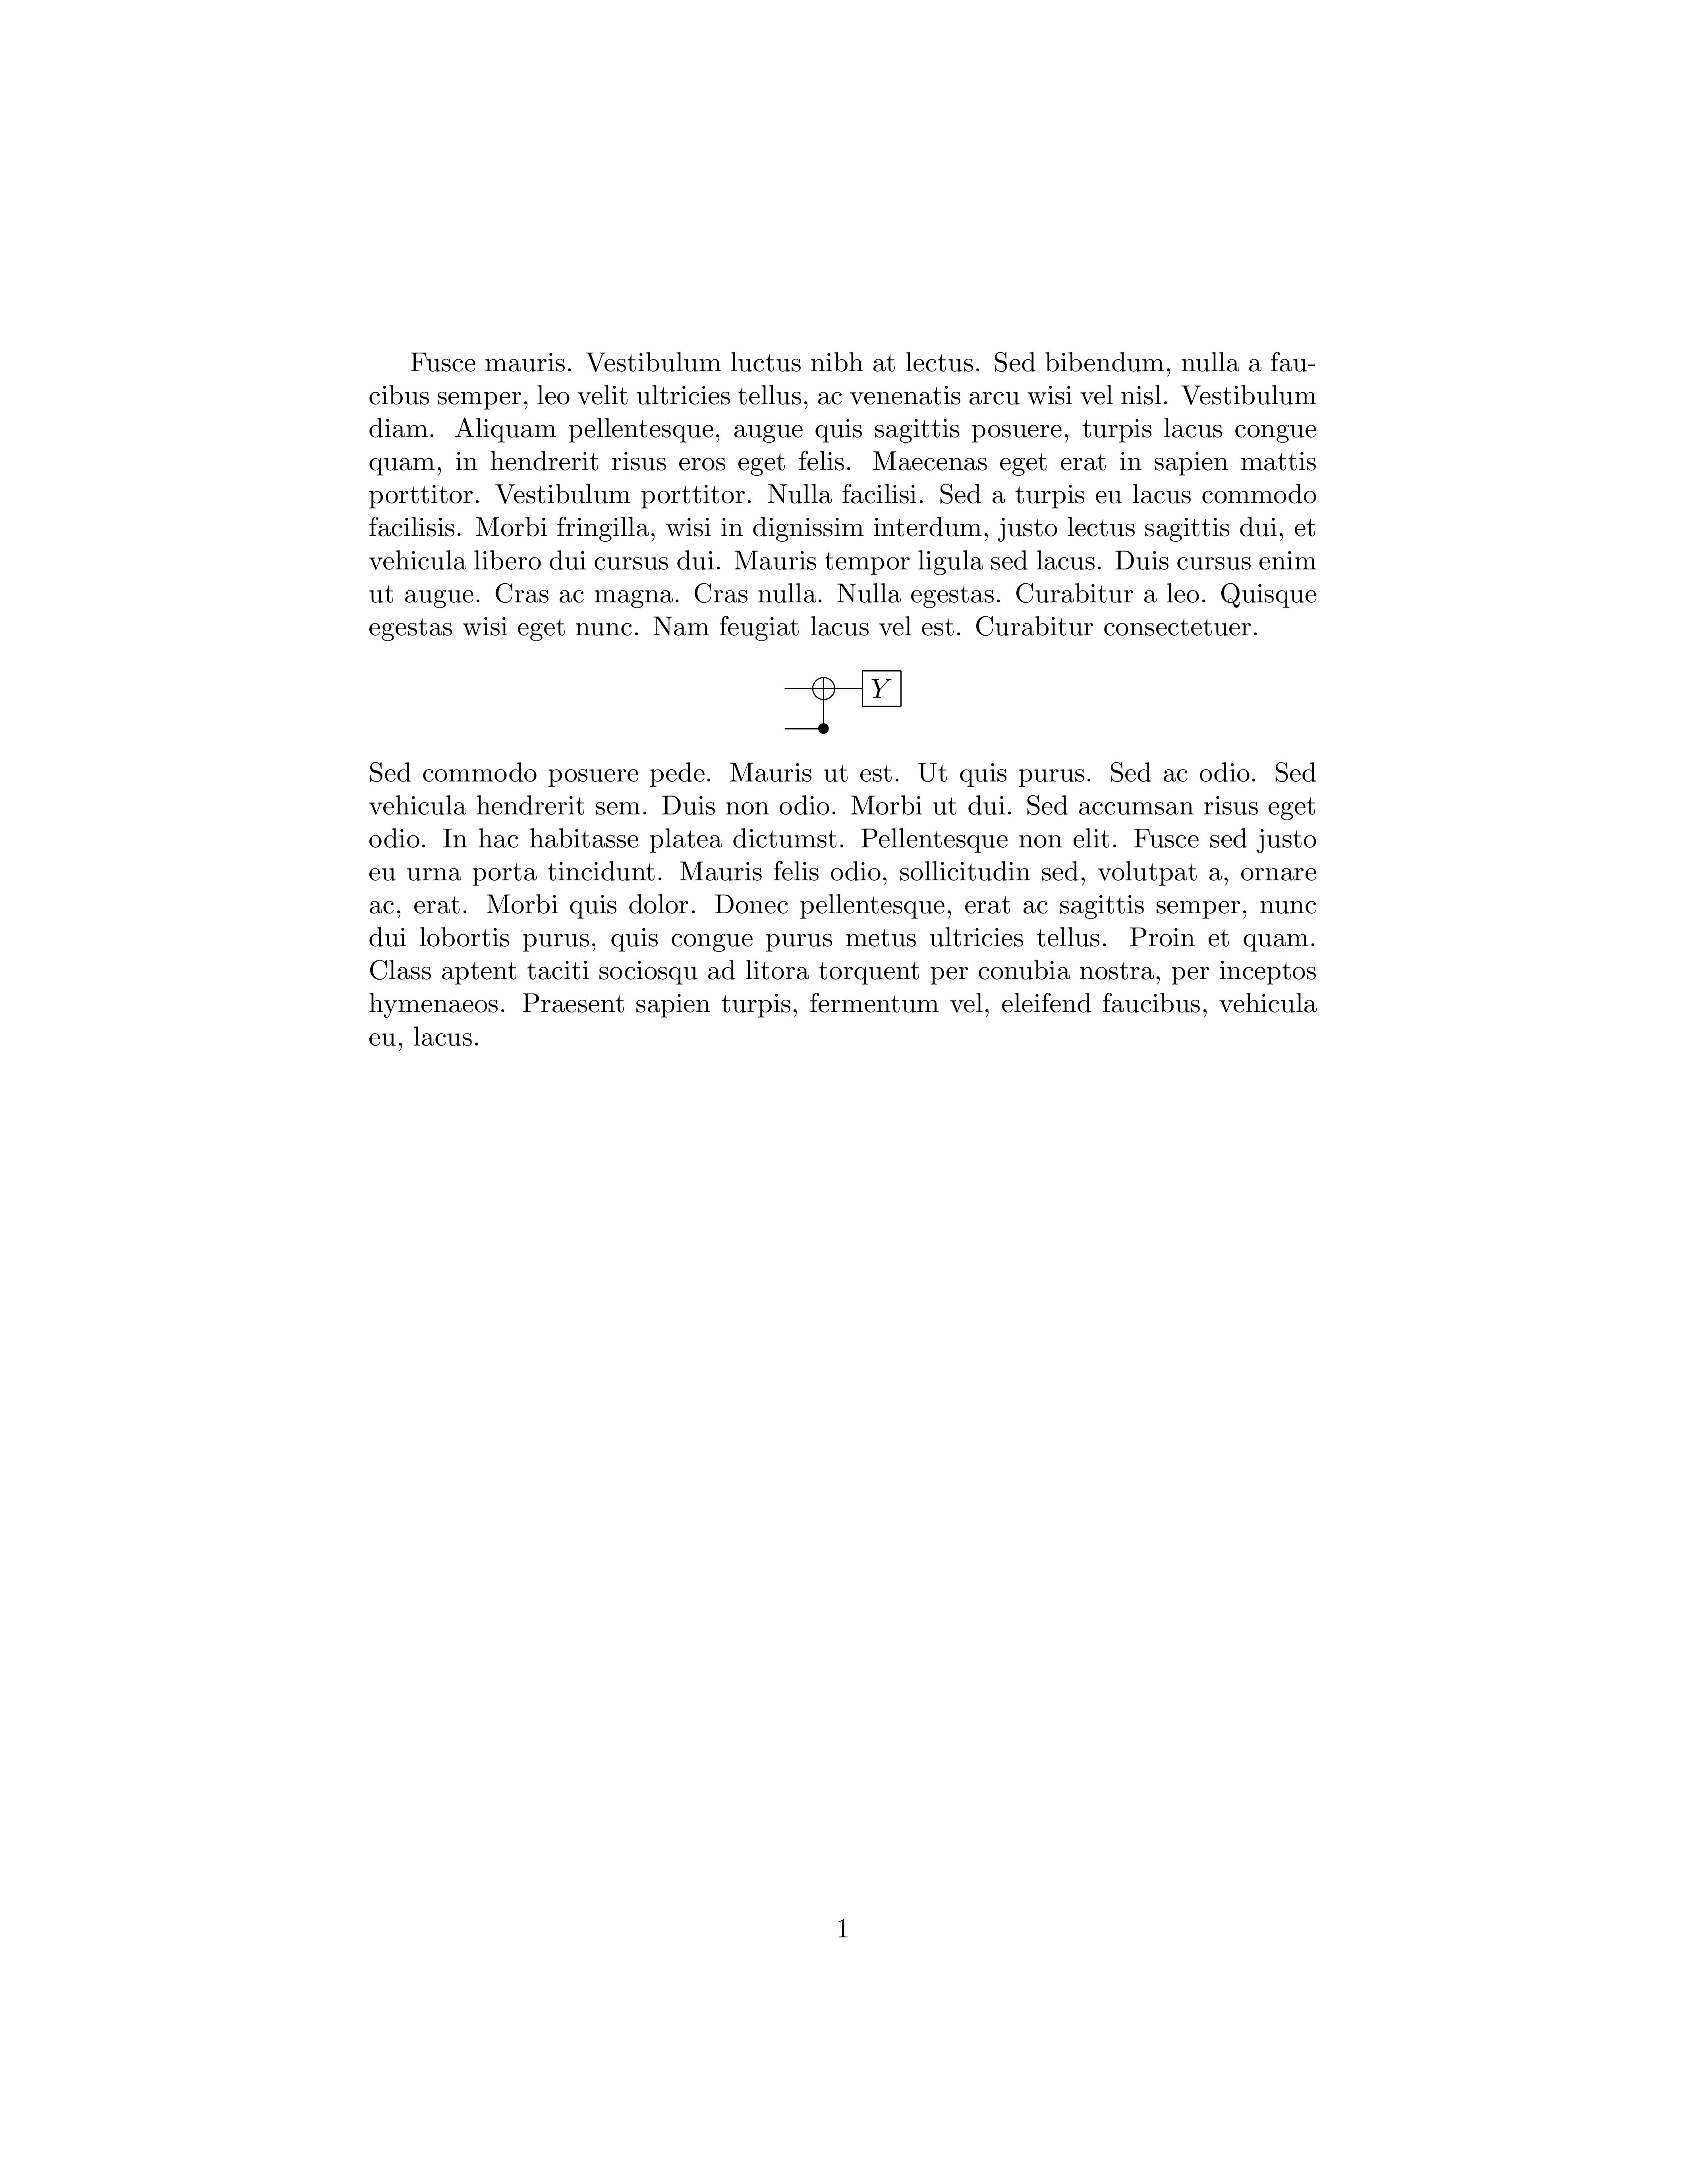 Fusce mauris. Vestibulum luctus nibh at lectus. Sed bibendum, nulla a fau-
cibus semper, leo velit ultricies tellus, ac venenatis arcu wisi vel nisl. Vestibulum
diam. Aliquam pellentesque, augue quis sagittis posuere, turpis lacus congue
quam, in hendrerit risus eros eget felis. Maecenas eget erat in sapien mattis
porttitor. Vestibulum porttitor. Nulla facilisi. Sed a turpis eu lacus commodo
facilisis. Morbi fringilla, wisi in dignissim interdum, justo lectus sagittis dui, et
vehicula libero dui cursus dui. Mauris tempor ligula sed lacus. Duis cursus enim
ut augue. Cras ac magna. Cras nulla. Nulla egestas. Curabitur a leo. Quisque
egestas wisi eget nunc. Nam feugiat lacus vel est. Curabitur consectetuer.
Y
Sed commodo posuere pede. Mauris ut est. Ut quis purus. Sed ac odio. Sed
vehicula hendrerit sem. Duis non odio. Morbi ut dui. Sed accumsan risus eget
odio. In hac habitasse platea dictumst. Pellentesque non elit. Fusce sed justo
eu urna porta tincidunt. Mauris felis odio, sollicitudin sed, volutpat a, ornare
ac, erat. Morbi quis dolor. Donec pellentesque, erat ac sagittis semper, nunc
dui lobortis purus, quis congue purus metus ultricies tellus. Proin et quam.
Class aptent taciti sociosqu ad litora torquent per conubia nostra, per inceptos
hymenaeos. Praesent sapien turpis, fermentum vel, eleifend faucibus, vehicula
eu, lacus.
1